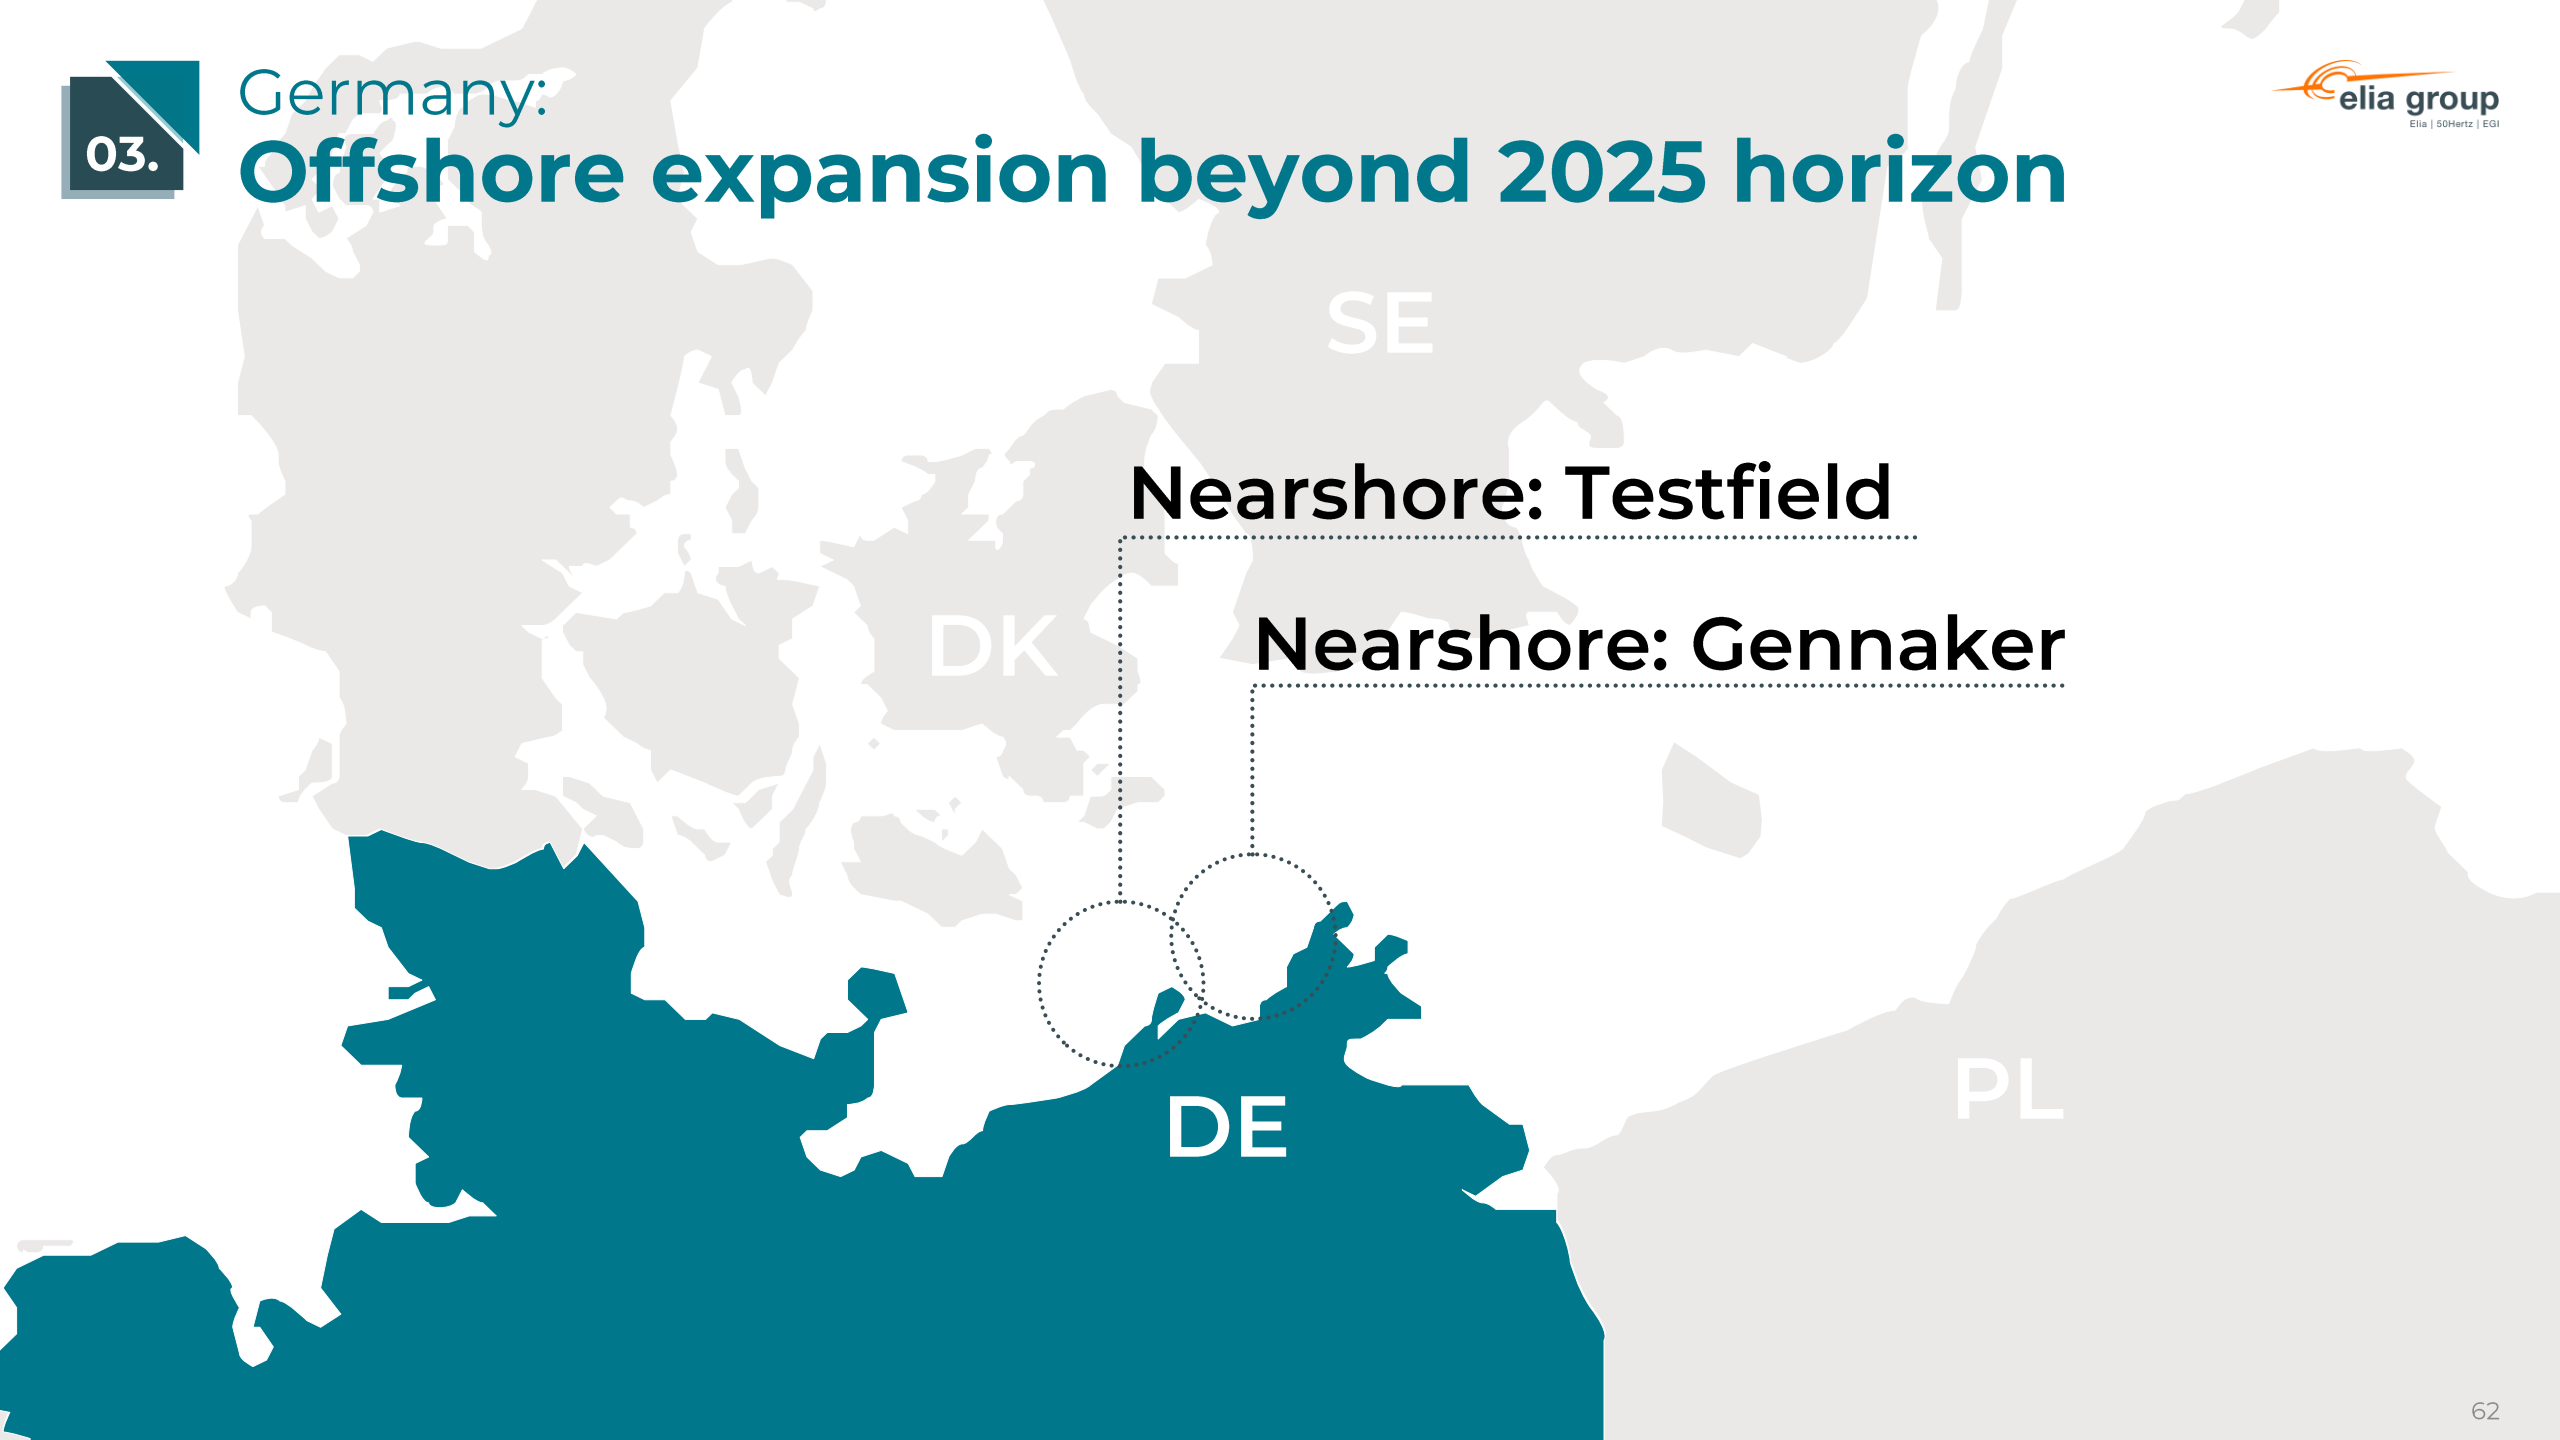 03.
Germany:
Offshore expansion beyond 2025 horizon
elia group
Elia | 50Hertz | EGI
SE
Nearshore: Testfield
DK
Nearshore: Gennaker
PL
DE
62